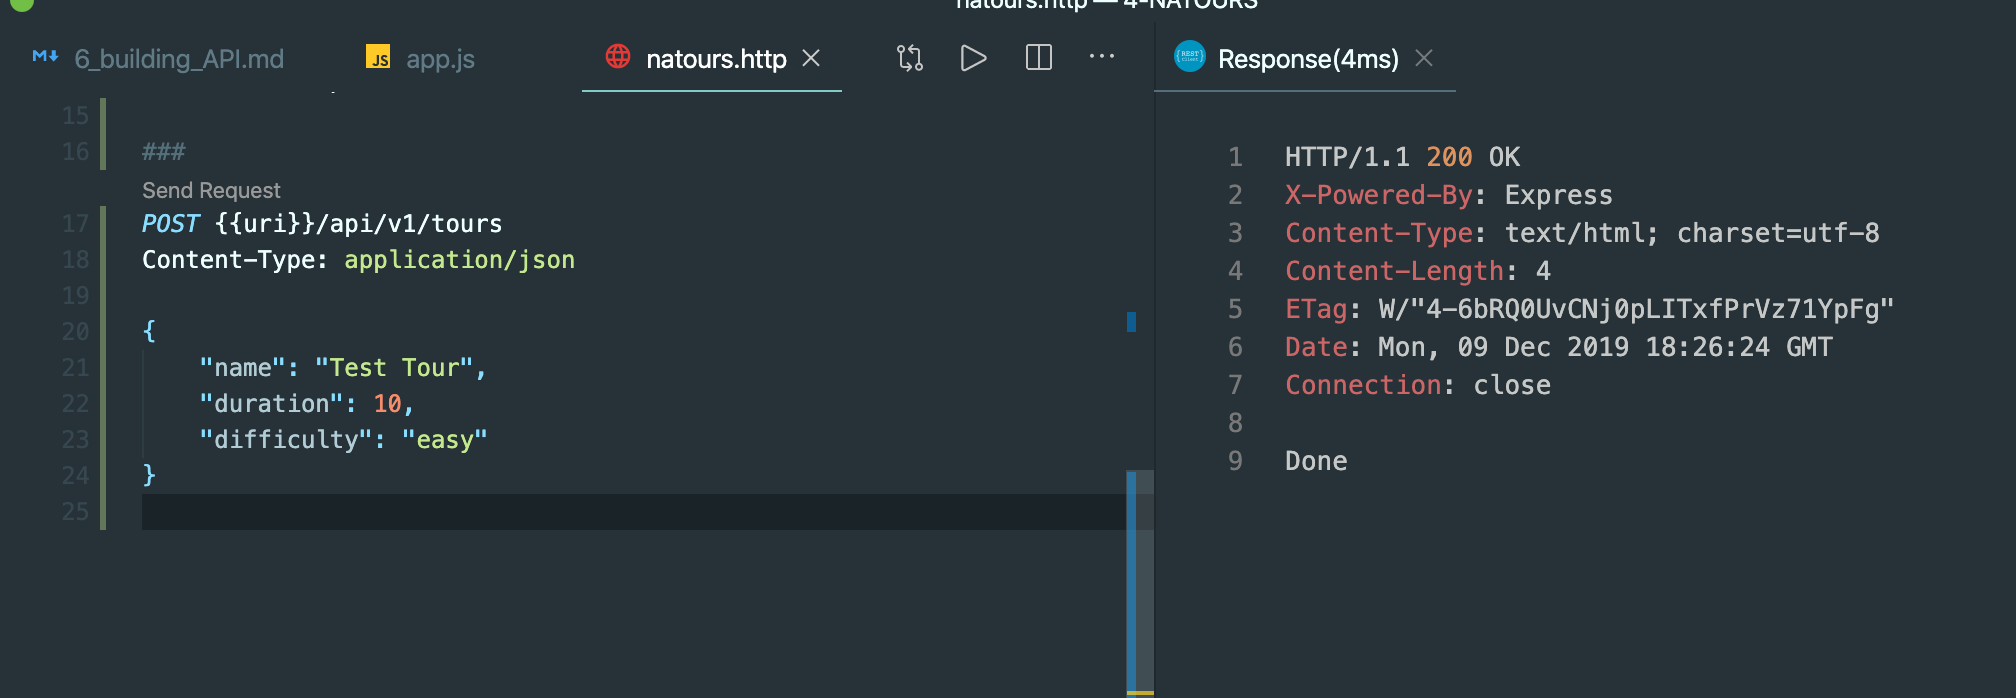 natours.http — 4-NATOURS
6_building_API.md
JS app.js
natours.http
Response(4ms)
15
16 ###
Send Request
17 POST {{uri}}/api/v1/tours
18 Content-Type: application/json
19
20 {
21 "name": "Test Tour",
22 "duration": 10,
23 "difficulty": "easy"
24 }
25
1 HTTP/1.1 200 OK
2 X-Powered-By: Express
3 Content-Type: text/html; charset=utf-8
4 Content-Length: 4
5 ETag: W/"4-6bRQ0UvCNj0pLITxfPrVz71YpFg"
6 Date: Mon, 09 Dec 2019 18:26:24 GMT
7 Connection: close
8
9 Done